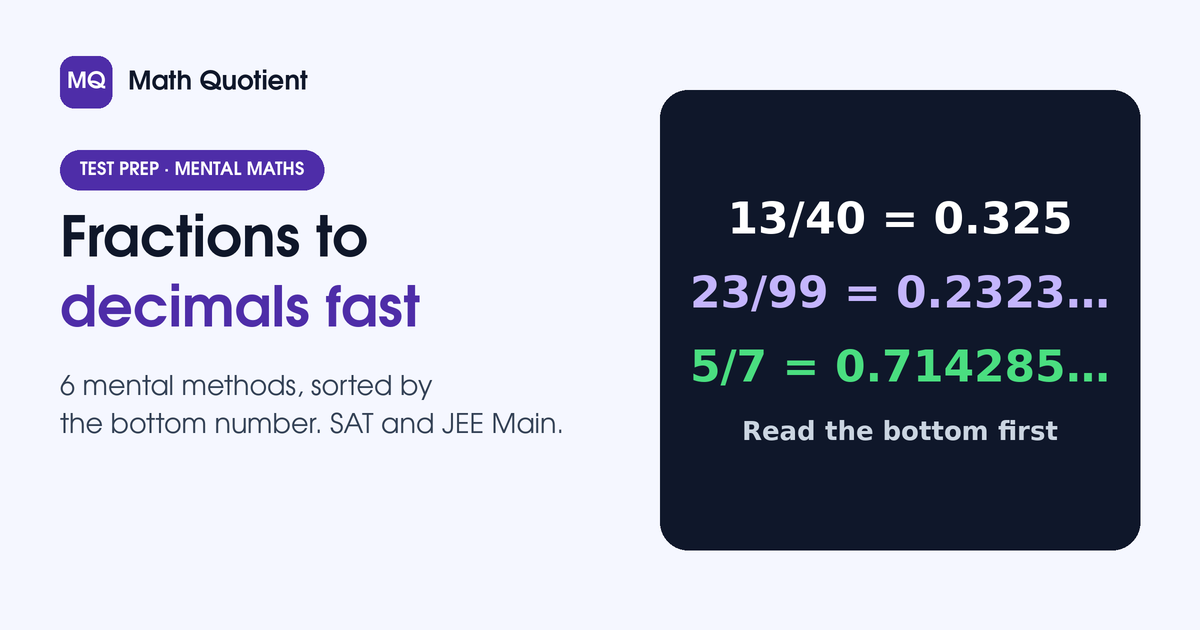 MQ Math Quotient
TEST PREP · MENTAL MATHS
Fractions to
decimals fast
6 mental methods, sorted by
the bottom number. SAT and JEE Main.
13/40 = 0.325
23/99 = 0.2323...
5/7 = 0.714285...
Read the bottom first